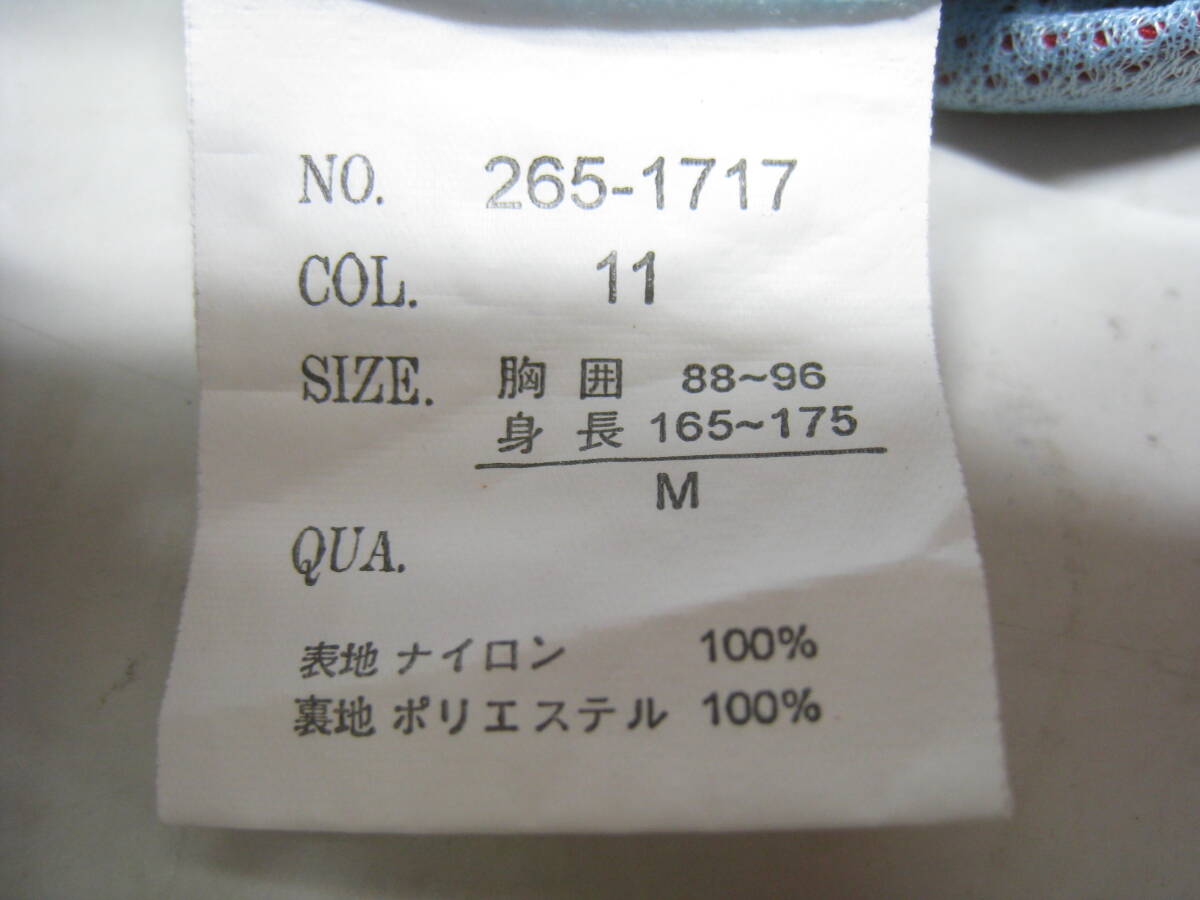 NO. 265-1717
COL. 11
SIZE. 胸囲 88~96
身長 165~175
M
QUA.
表地 ナイロン 100%
裏地 ポリエステル 100%